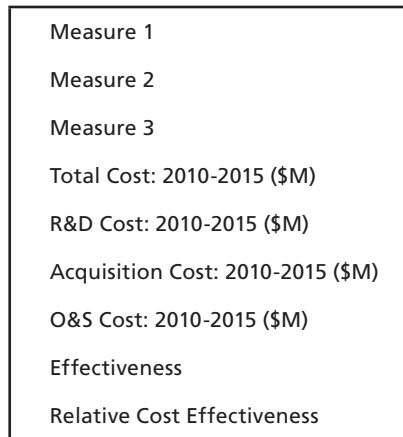 Measure 1
Measure 2
Measure 3
Total Cost: 2010-2015 ($M)
R&D Cost: 2010-2015 ($M)
Acquisition Cost: 2010-2015 ($M)
O&S Cost: 2010-2015 ($M)
Effectiveness
Relative Cost Effectiveness